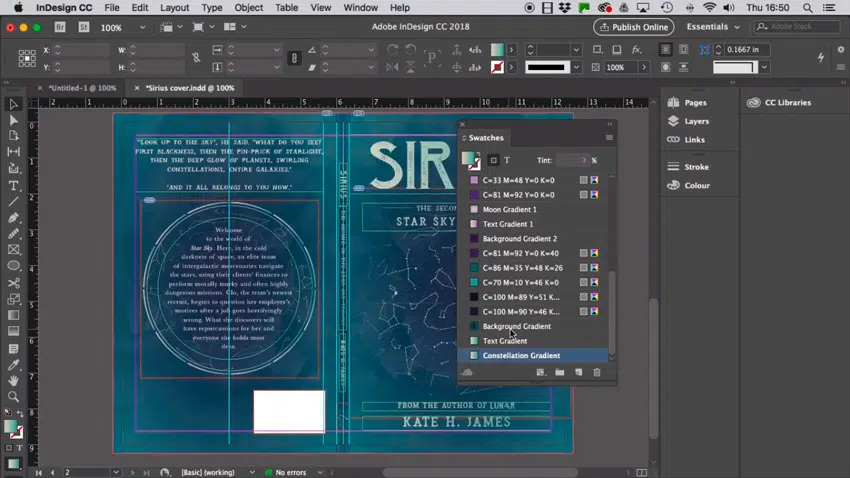 InDesign CC File Edit Layout Type Object Table View Window Help Thu 16:50
Br St 100% Adobe InDesign CC 2018 Publish Online Essentials Adobe Stock
X: W: 0.1667 in
Y: H: 100%
*Untitled-1 @ 100% *Sirius cover.indd @ 100%
Pages
Layers
Links
Stroke
Colour
CC Libraries
"LOOK UP TO THE SKY", HE SAID. "WHAT DO YOU SEE?
FIRST BLACKNESS, THEN THE PIN-PRICK OF STARLIGHT,
THEN THE DEEP GLOW OF PLANETS, SWIRLING
CONSTELLATIONS, ENTIRE GALAXIES."
"AND IT ALL BELONGS TO YOU NOW."
Welcome
to the world of
Star Sky. Here, in the cold
darkness of space, an elite team
of intergalactic mercenaries navigate
the stars, using their clients' finances to
perform morally murky and often highly
dangerous missions. Clo, the team's newest
recruit, begins to question her employer's
motives after a job goes horrifyingly
wrong. What she discovers will
have repercussions for her and
everyone she holds most
dear.
SIRIUS
KATE H. JAMES
SIR
THE SECON
STAR SKY
FROM THE AUTHOR OF LUNAR
KATE H. JAMES
Swatches
Tint: %
C=33 M=48 Y=0 K=0
C=81 M=92 Y=0 K=0
Moon Gradient 1
Text Gradient 1
Background Gradient 2
C=81 M=92 Y=0 K=40
C=86 M=35 Y=48 K=26
C=70 M=10 Y=46 K=0
C=100 M=89 Y=51 K...
C=100 M=90 Y=46 K...
Background Gradient
Text Gradient
Constellation Gradient
2 [Basic] (working) No errors